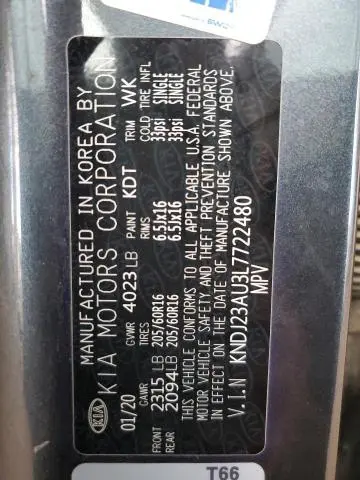 KIA
MANUFACTURED IN KOREA BY
KIA MOTORS CORPORATION
01/20 GVWR 4023 LB PAINT KDT TRIM WK
GAWR TIRES RIMS COLD TIRE INFL
FRONT 2315 LB 205/60R16 6.5Jx16 33psi SINGLE
REAR 2094 LB 205/60R16 6.5Jx16 33psi SINGLE
THIS VEHICLE CONFORMS TO ALL APPLICABLE U.S.A. FEDERAL
MOTOR VEHICLE SAFETY AND THEFT PREVENTION STANDARDS
IN EFFECT ON THE DATE OF MANUFACTURE SHOWN ABOVE.
V.I.N KNDJ23AU3L7722480
MPV
T66